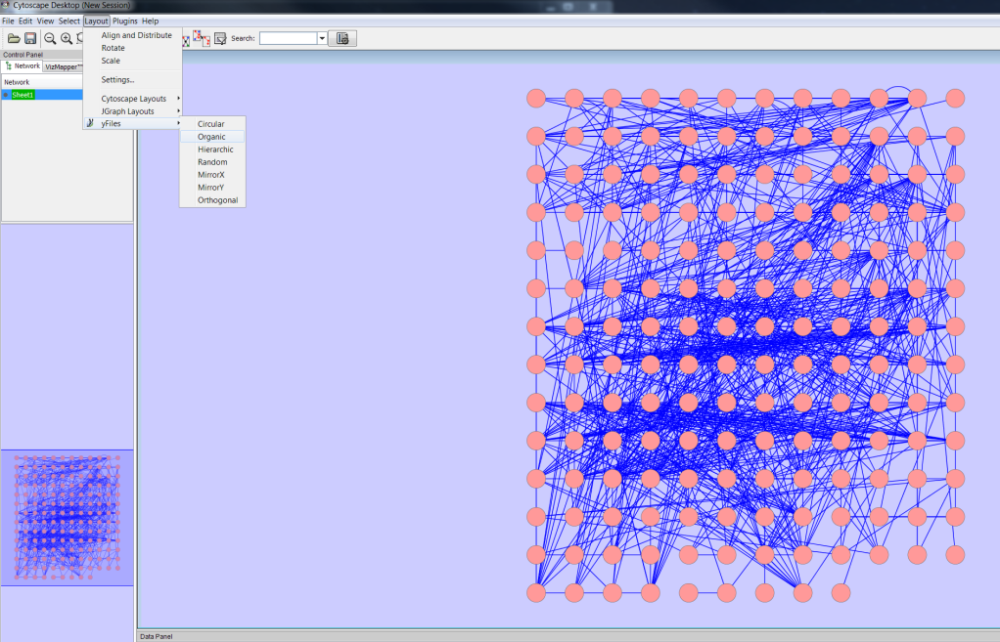 Cytoscape Desktop (New Session)
File Edit View Select Layout Plugins Help
Search:
Control Panel
Network VizMapper™
Network
Sheet1
Align and Distribute
Rotate
Scale
Settings...
Cytoscape Layouts
JGraph Layouts
yFiles
Circular
Organic
Hierarchic
Random
MirrorX
MirrorY
Orthogonal
Data Panel